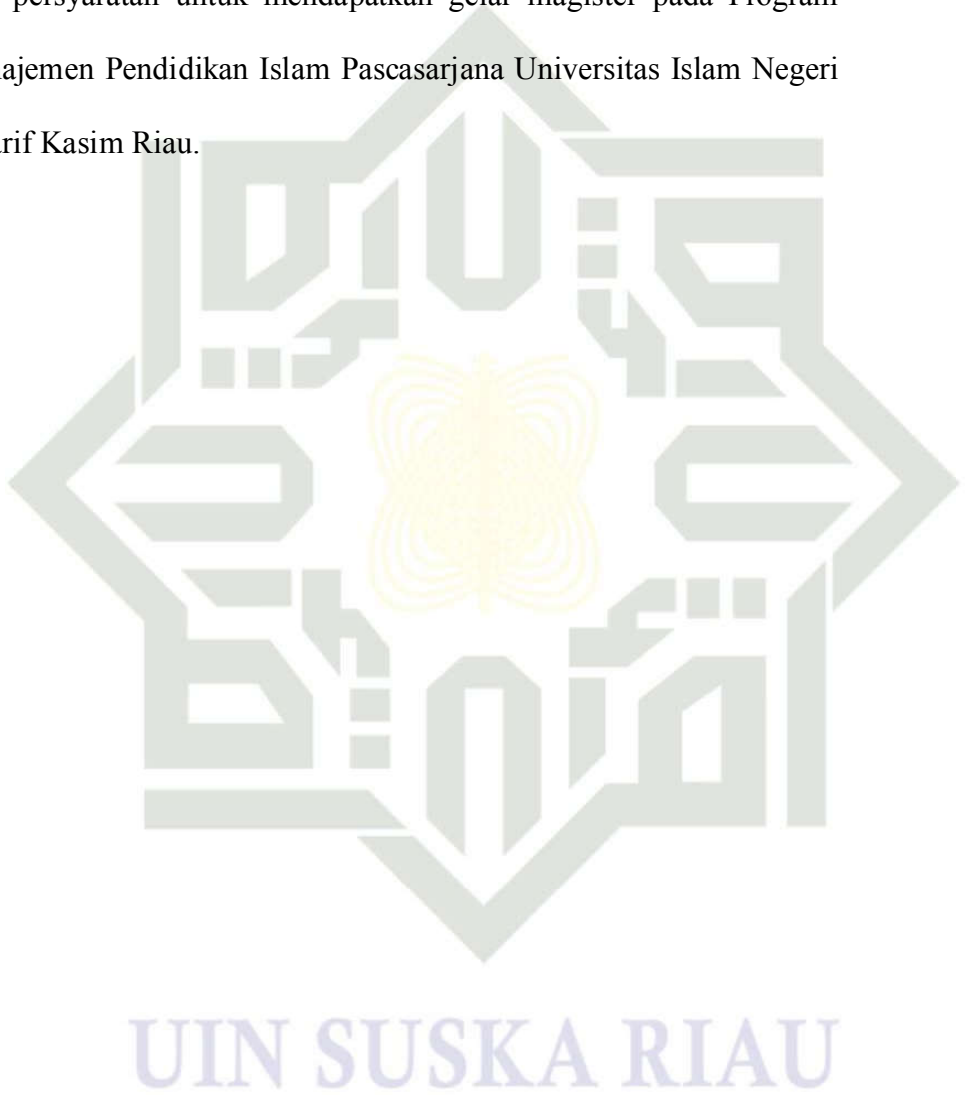 persyaratan untuk mendapatkan gelar magister pada Program
ajemen Pendidikan Islam Pascasarjana Universitas Islam Negeri
rif Kasim Riau.
UIN SUSKA RIAU